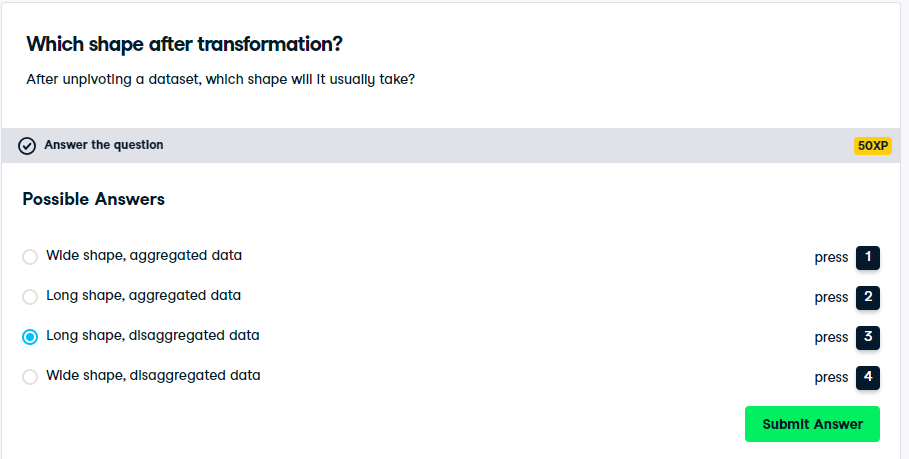 Which shape after transformation?
After unpivoting a dataset, which shape will it usually take?
Answer the question 50XP
Possible Answers
Wide shape, aggregated data press 1
Long shape, aggregated data press 2
Long shape, disaggregated data press 3
Wide shape, disaggregated data press 4
Submit Answer